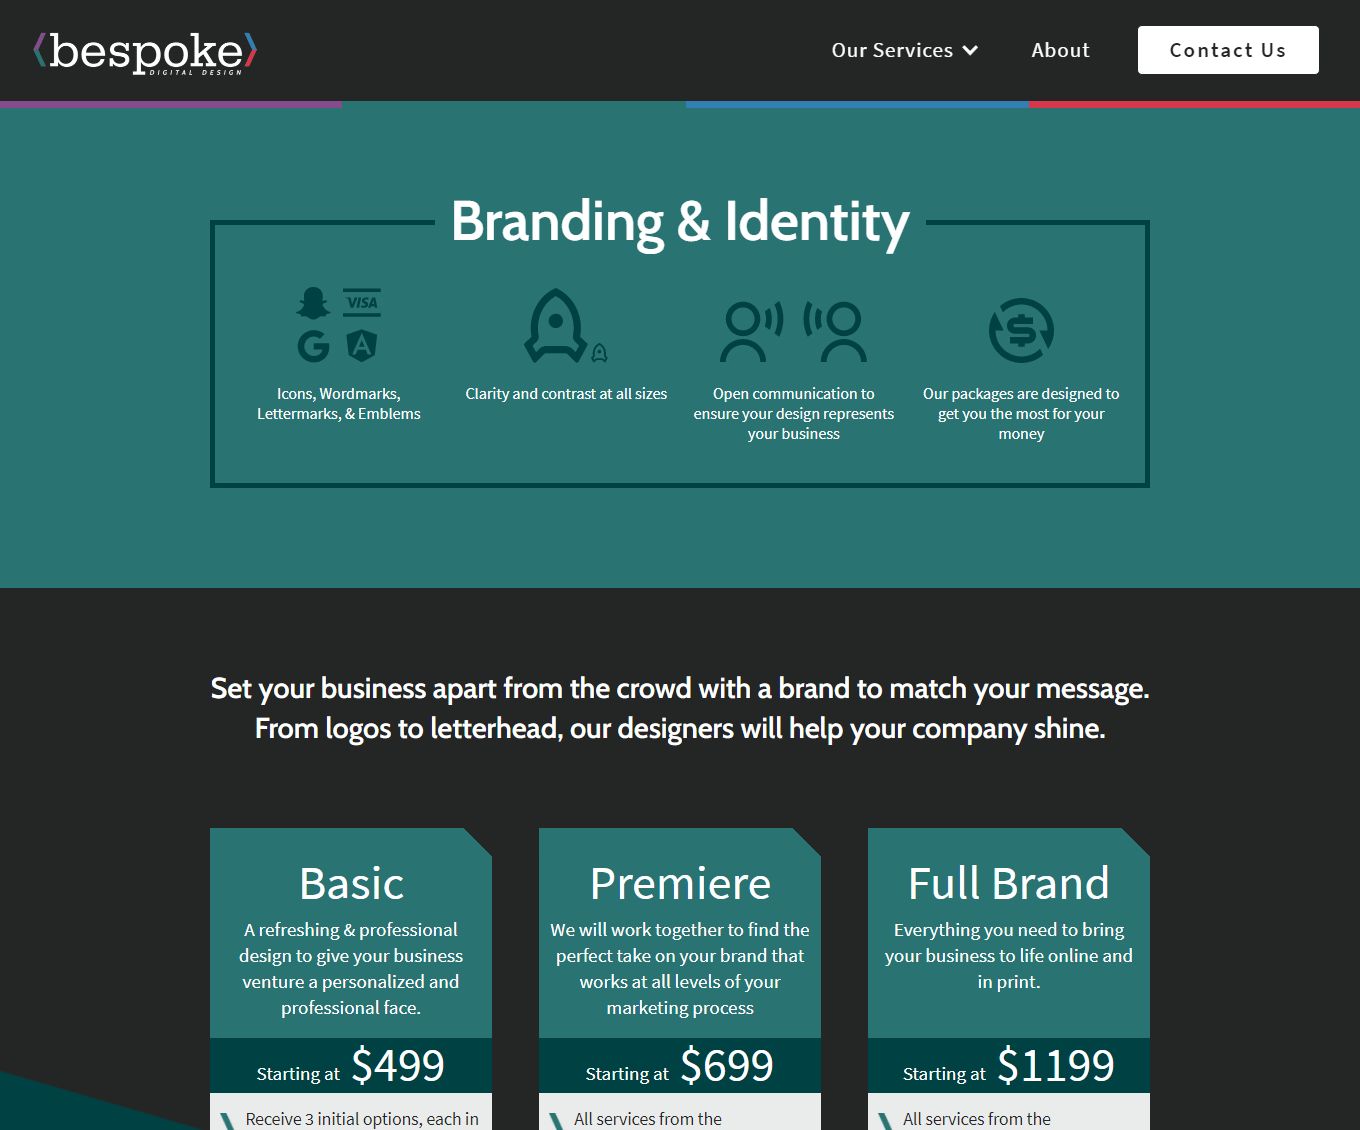 bespoke
DIGITAL DESIGN
Our Services
About
Contact Us
Branding & Identity
VISA
G
A
Icons, Wordmarks,
Lettermarks, & Emblems
Clarity and contrast at all sizes
Open communication to
ensure your design represents
your business
$
Our packages are designed to
get you the most for your
money
Set your business apart from the crowd with a brand to match your message.
From logos to letterhead, our designers will help your company shine.
Basic
A refreshing & professional
design to give your business
venture a personalized and
professional face.
Starting at $499
Receive 3 initial options, each in
Premiere
We will work together to find the
perfect take on your brand that
works at all levels of your
marketing process
Starting at $699
All services from the
Full Brand
Everything you need to bring
your business to life online and
in print.
Starting at $1199
All services from the